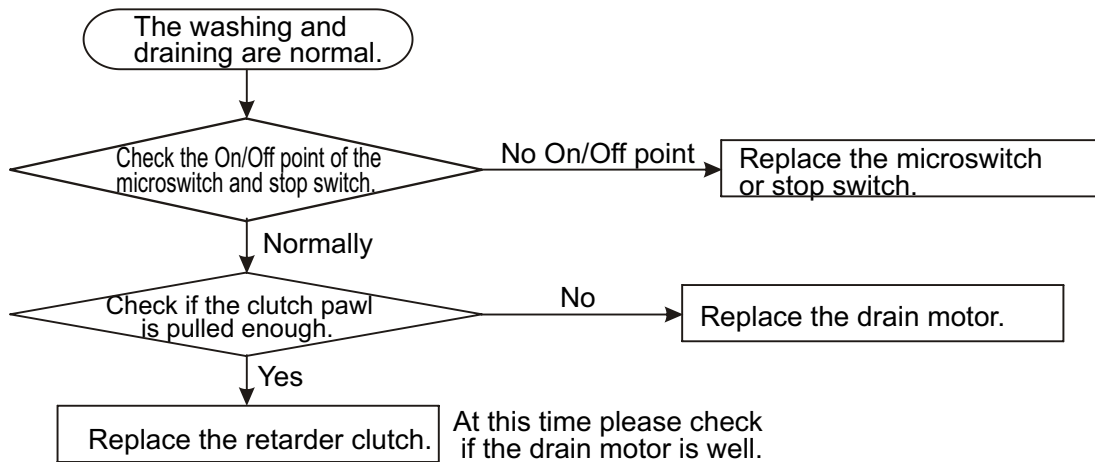 The washing and
draining are normal.
Check the On/Off point of the
microswitch and stop switch.
No On/Off point
Replace the microswitch
or stop switch.
Normally
Check if the clutch pawl
is pulled enough.
No
Replace the drain motor.
Yes
Replace the retarder clutch.
At this time please check
if the drain motor is well.